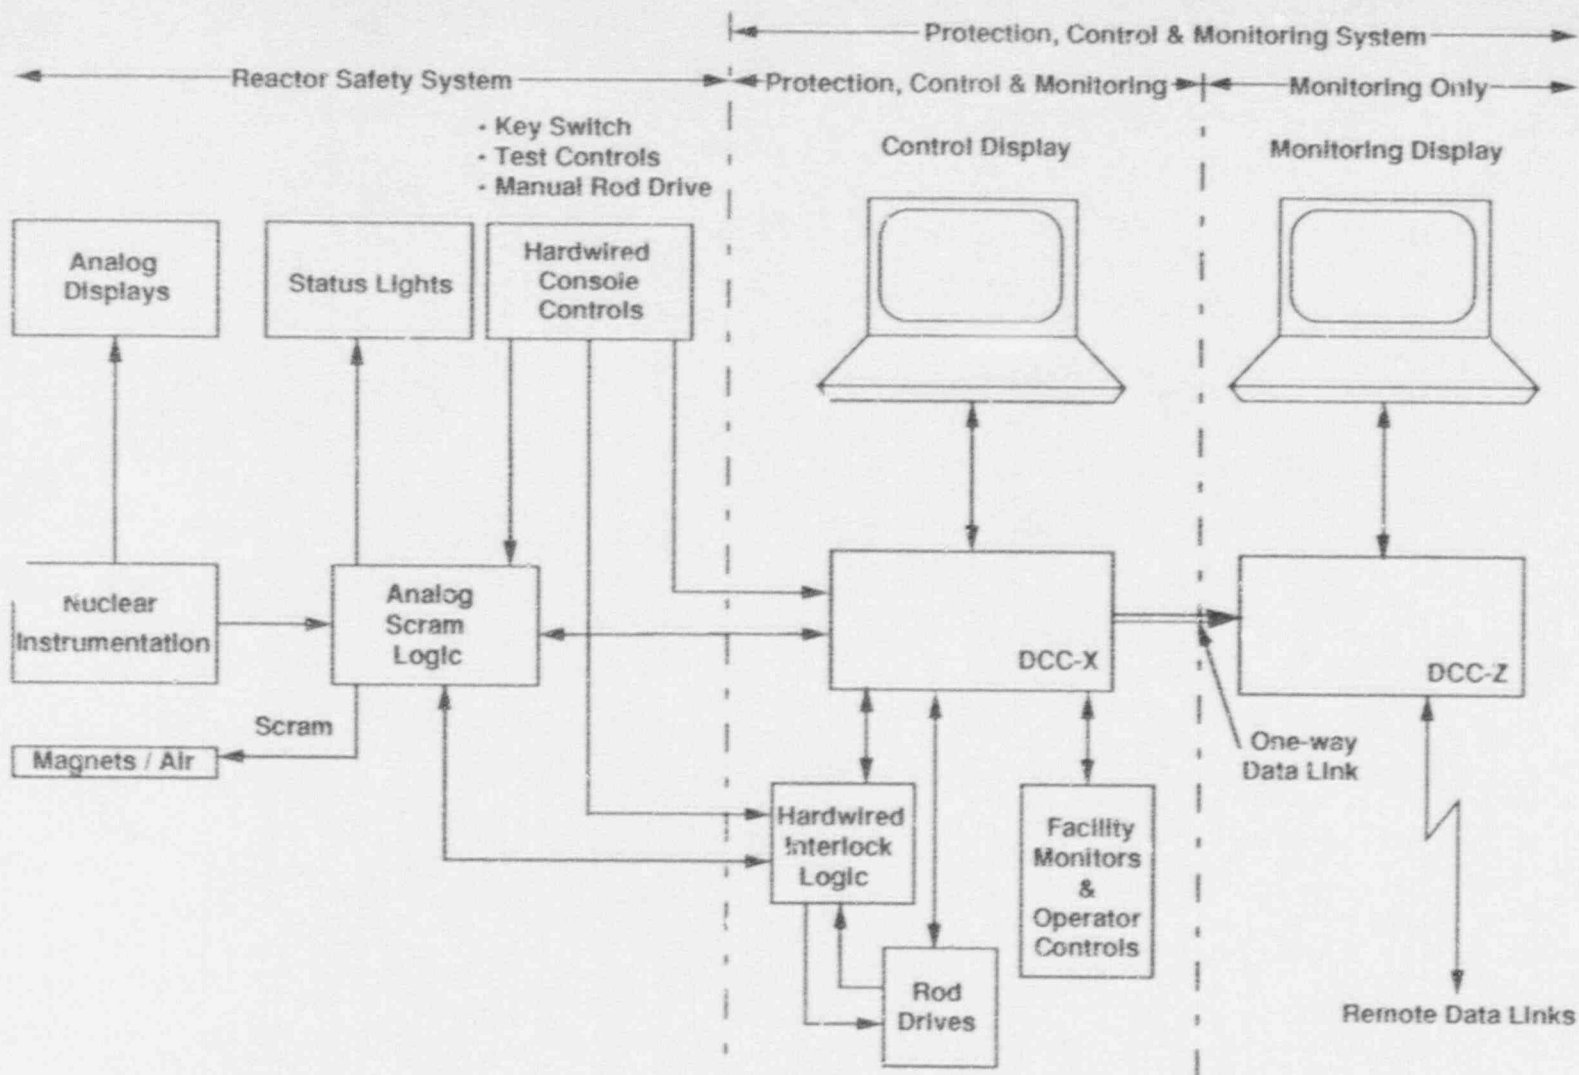 Protection, Control & Monitoring System
Reactor Safety System
Protection, Control & Monitoring
Monitoring Only
- Key Switch
- Test Controls
- Manual Rod Drive
Control Display
Monitoring Display
Analog
Displays
Status Lights
Hardwired
Console
Controls
Nuclear
Instrumentation
Analog
Scram
Logic
DCC-X
DCC-Z
Scram
Magnets / Air
One-way
Data Link
Hardwired
Interlock
Logic
Facility
Monitors
&
Operator
Controls
Rod
Drives
Remote Data Links